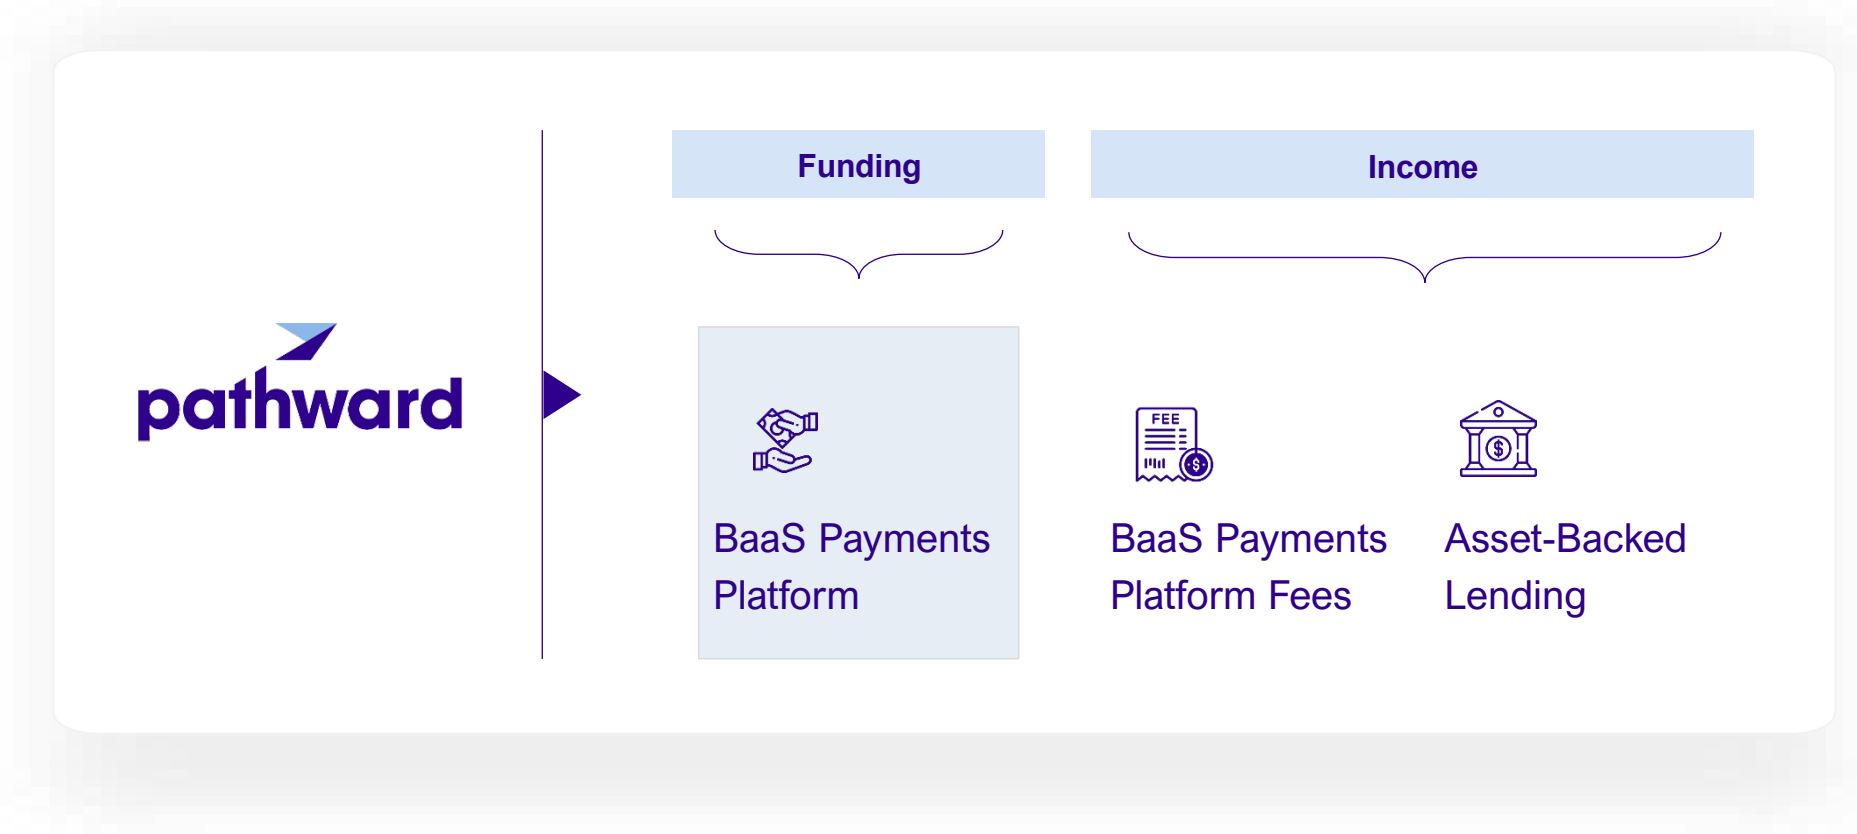 pathward
Funding
Income
BaaS Payments
Platform
FEE
BaaS Payments
Platform Fees
Asset-Backed
Lending